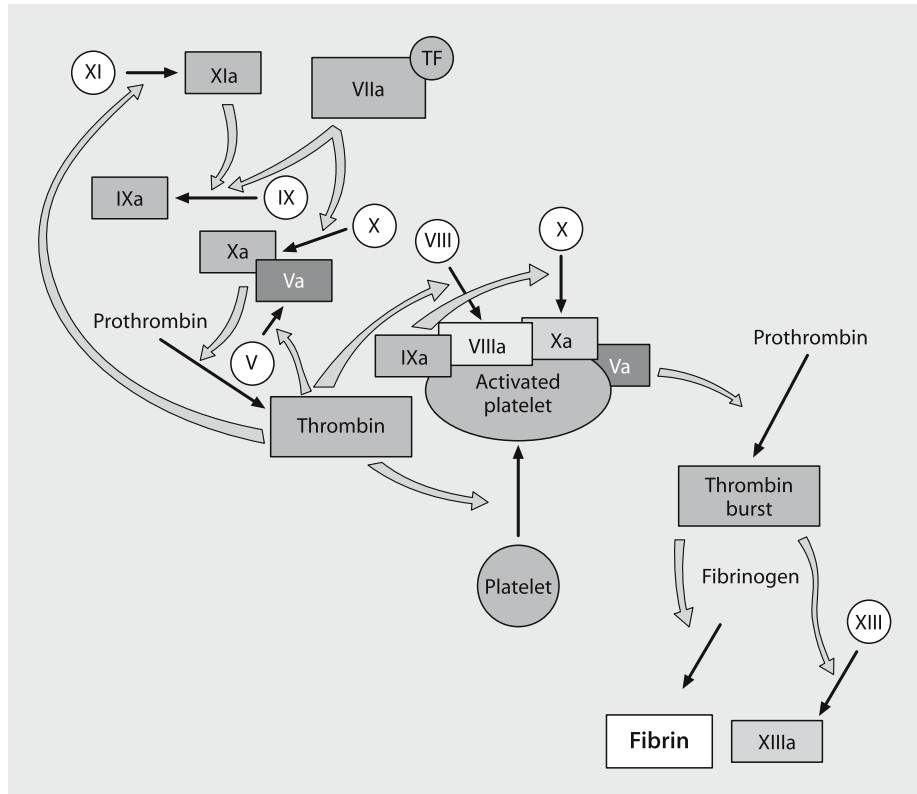 TF
XI
XIa
VIIa
IXa
IX
X
VIII
X
Xa
Va
Prothrombin
V
IXa
VIIIa
Xa
Va
Activated
platelet
Prothrombin
Thrombin
Thrombin
burst
Platelet
Fibrinogen
XIII
Fibrin
XIIIa